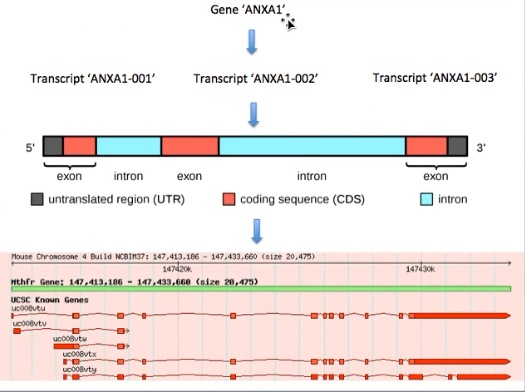 Gene 'ANXA1'
Transcript 'ANXA1-001' Transcript 'ANXA1-002' Transcript 'ANXA1-003'
5' 3'
exon intron exon intron exon
untranslated region (UTR) coding sequence (CDS) intron
Mouse Chromosome 4 Build NCBIM37: 147,413,186 - 147,433,660 (size 20,475)
147420k 147430k
Mthfr Gene: 147,413,186 - 147,433,660 (size 20,475)
UCSC Known Genes
uc008vtu
uc008vtv
uc008vtw
uc008vtx
uc008vty